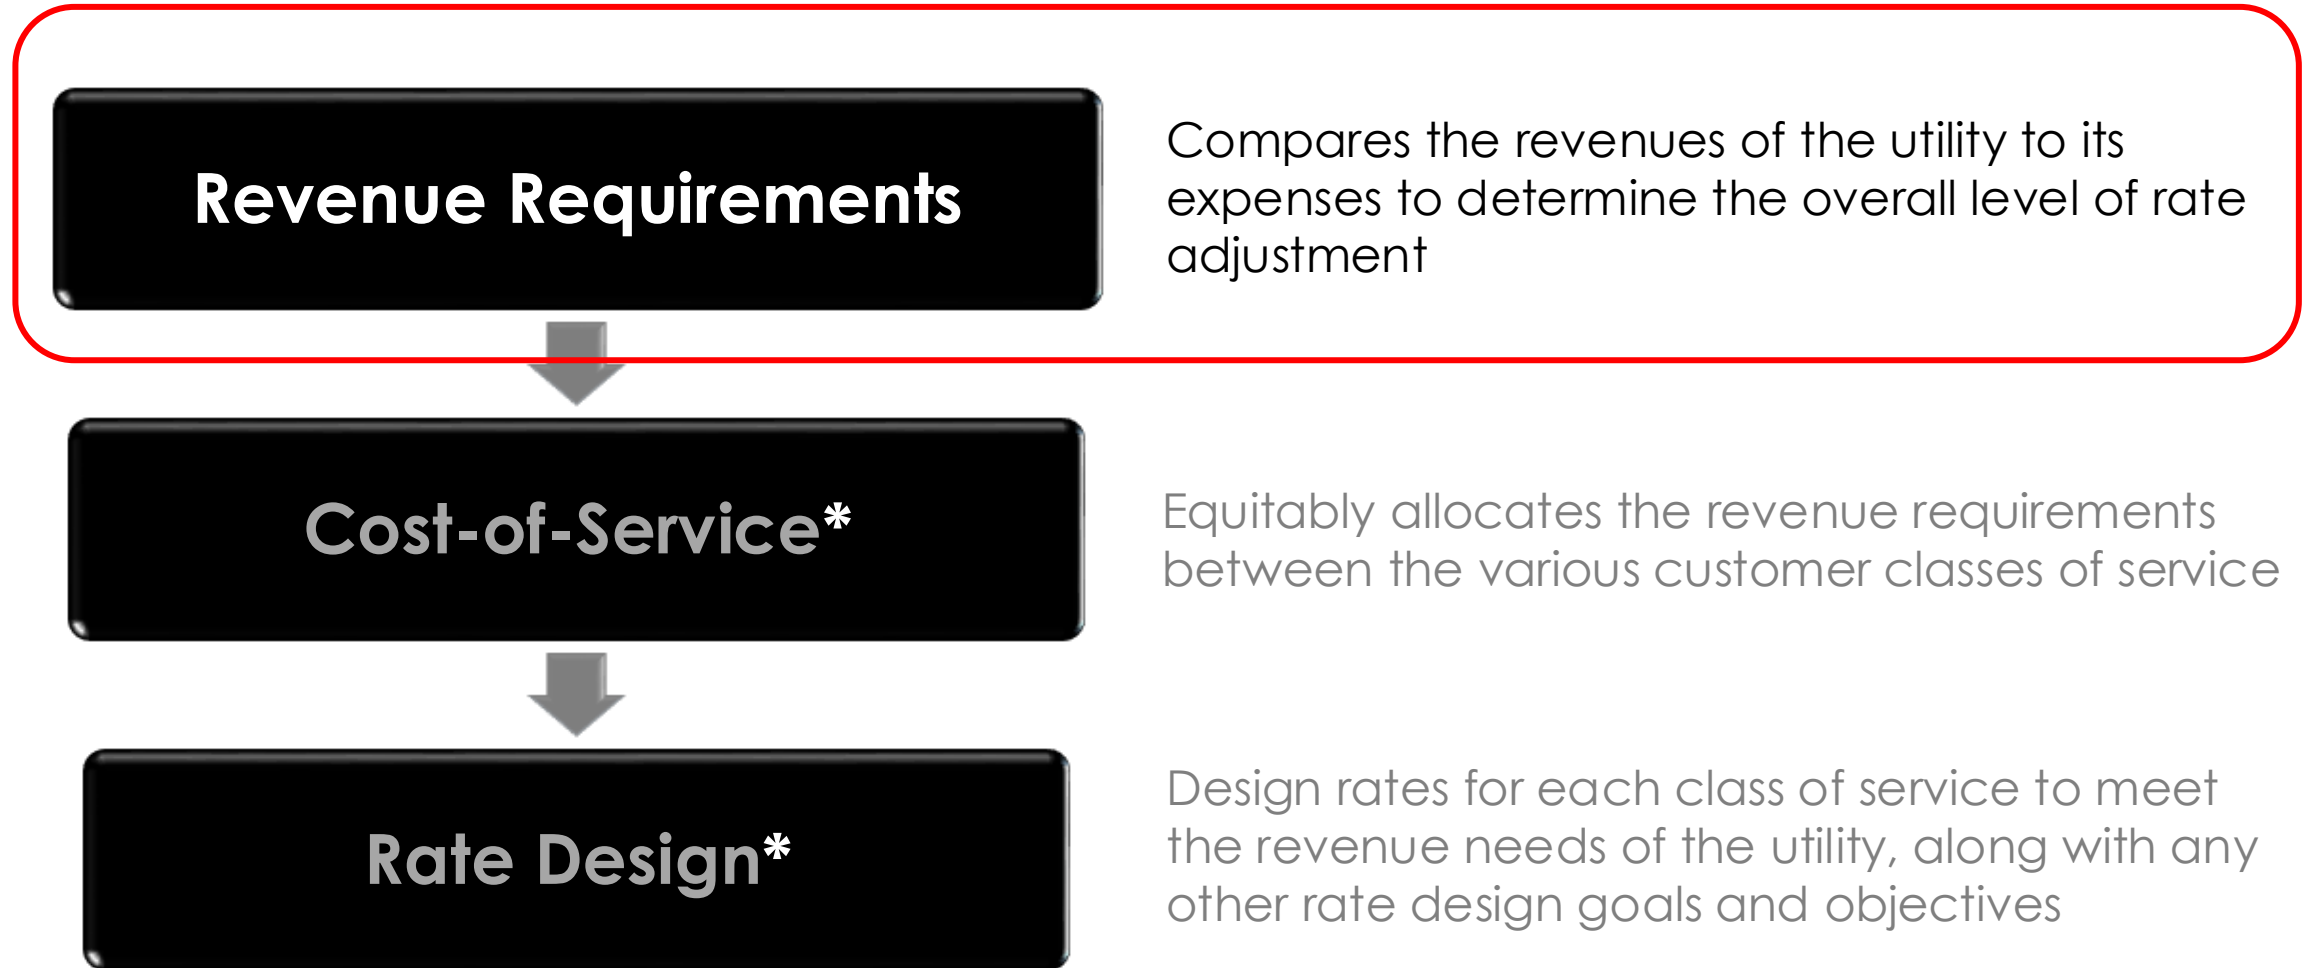 Revenue Requirements
Compares the revenues of the utility to its
expenses to determine the overall level of rate
adjustment
Cost-of-Service*
Equitably allocates the revenue requirements
between the various customer classes of service
Rate Design*
Design rates for each class of service to meet
the revenue needs of the utility, along with any
other rate design goals and objectives